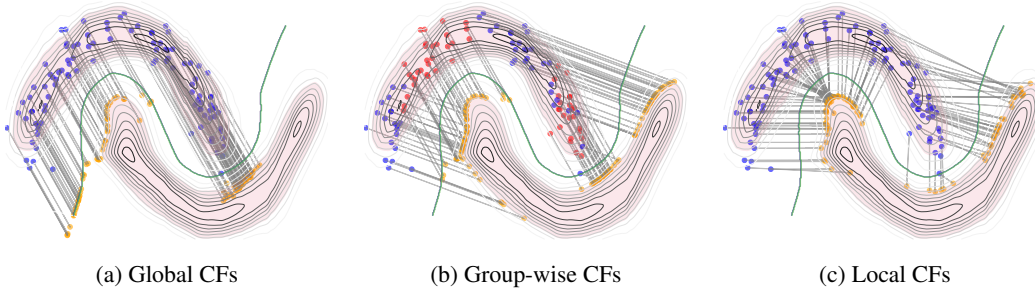 (a) Global CFs
(b) Group-wise CFs
(c) Local CFs